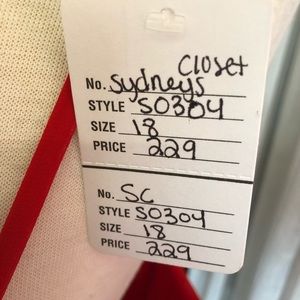 Closet
No. Sydneys
STYLE S0304
SIZE 18
PRICE 229
No. SC
STYLE S0304
SIZE 18
PRICE 229